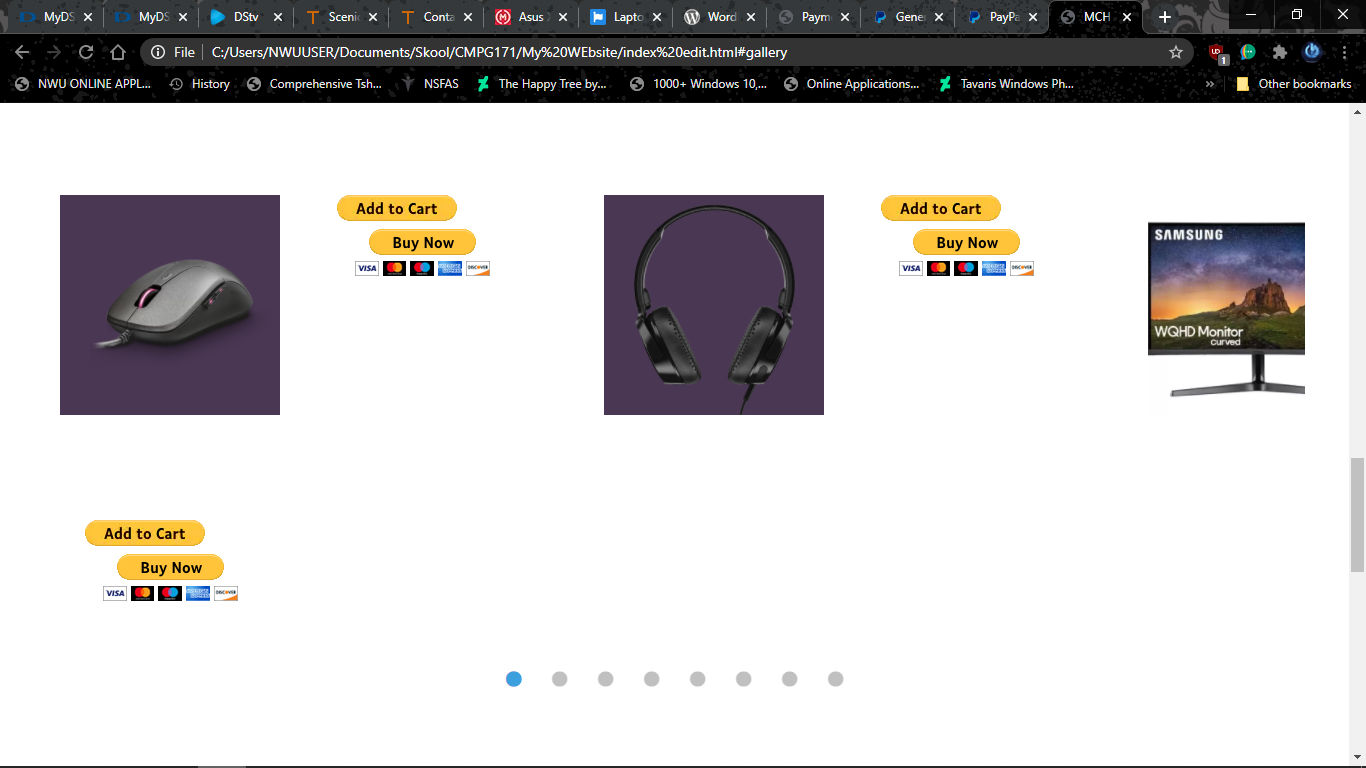 MyDS
MyDS
DStv
Scenic
Conta
Asus
Lapto
Word
Paym
Gene
PayPa
MCH
File
C:/Users/NWUUSER/Documents/Skool/CMPG171/My%20WEbsite/index%20edit.html#gallery
1
NWU ONLINE APPL...
History
Comprehensive Tsh...
NSFAS
The Happy Tree by...
1000+ Windows 10,...
Online Applications...
Tavaris Windows Ph...
»
Other bookmarks
Add to Cart
Buy Now
VISA
DISCOVER
Add to Cart
Buy Now
VISA
DISCOVER
SAMSUNG
WQHD Monitor
curved
Add to Cart
Buy Now
VISA
DISCOVER